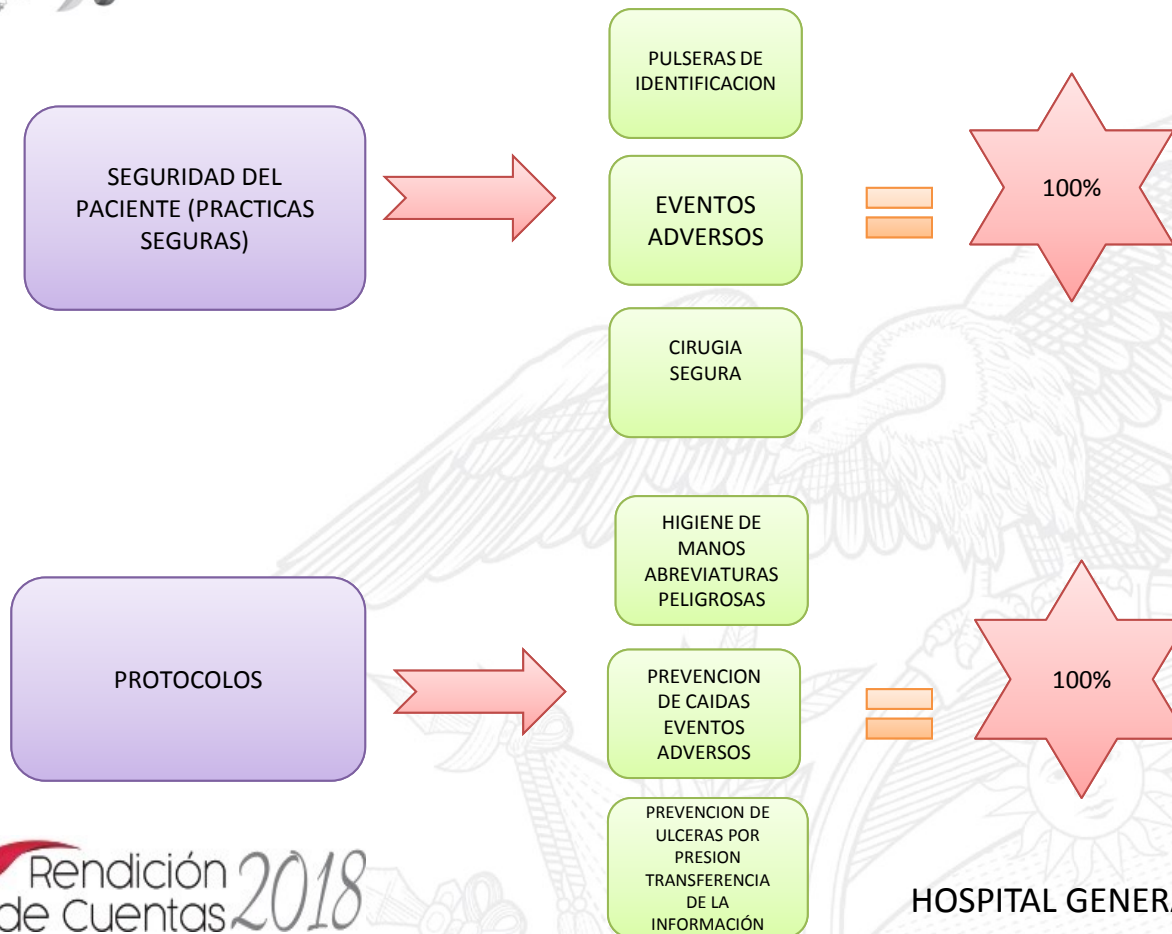 PULSERAS DE
IDENTIFICACION
SEGURIDAD DEL
PACIENTE (PRACTICAS
SEGURAS)
EVENTOS
ADVERSOS
100%
CIRUGIA
SEGURA
HIGIENE DE
MANOS
ABREVIATURAS
PELIGROSAS
PROTOCOLOS
PREVENCION
DE CAIDAS
EVENTOS
ADVERSOS
100%
PREVENCION DE
ULCERAS POR
PRESION
TRANSFERENCIA
DE LA
INFORMACIÓN
Rendición
de Cuentas 2018
HOSPITAL GENERA